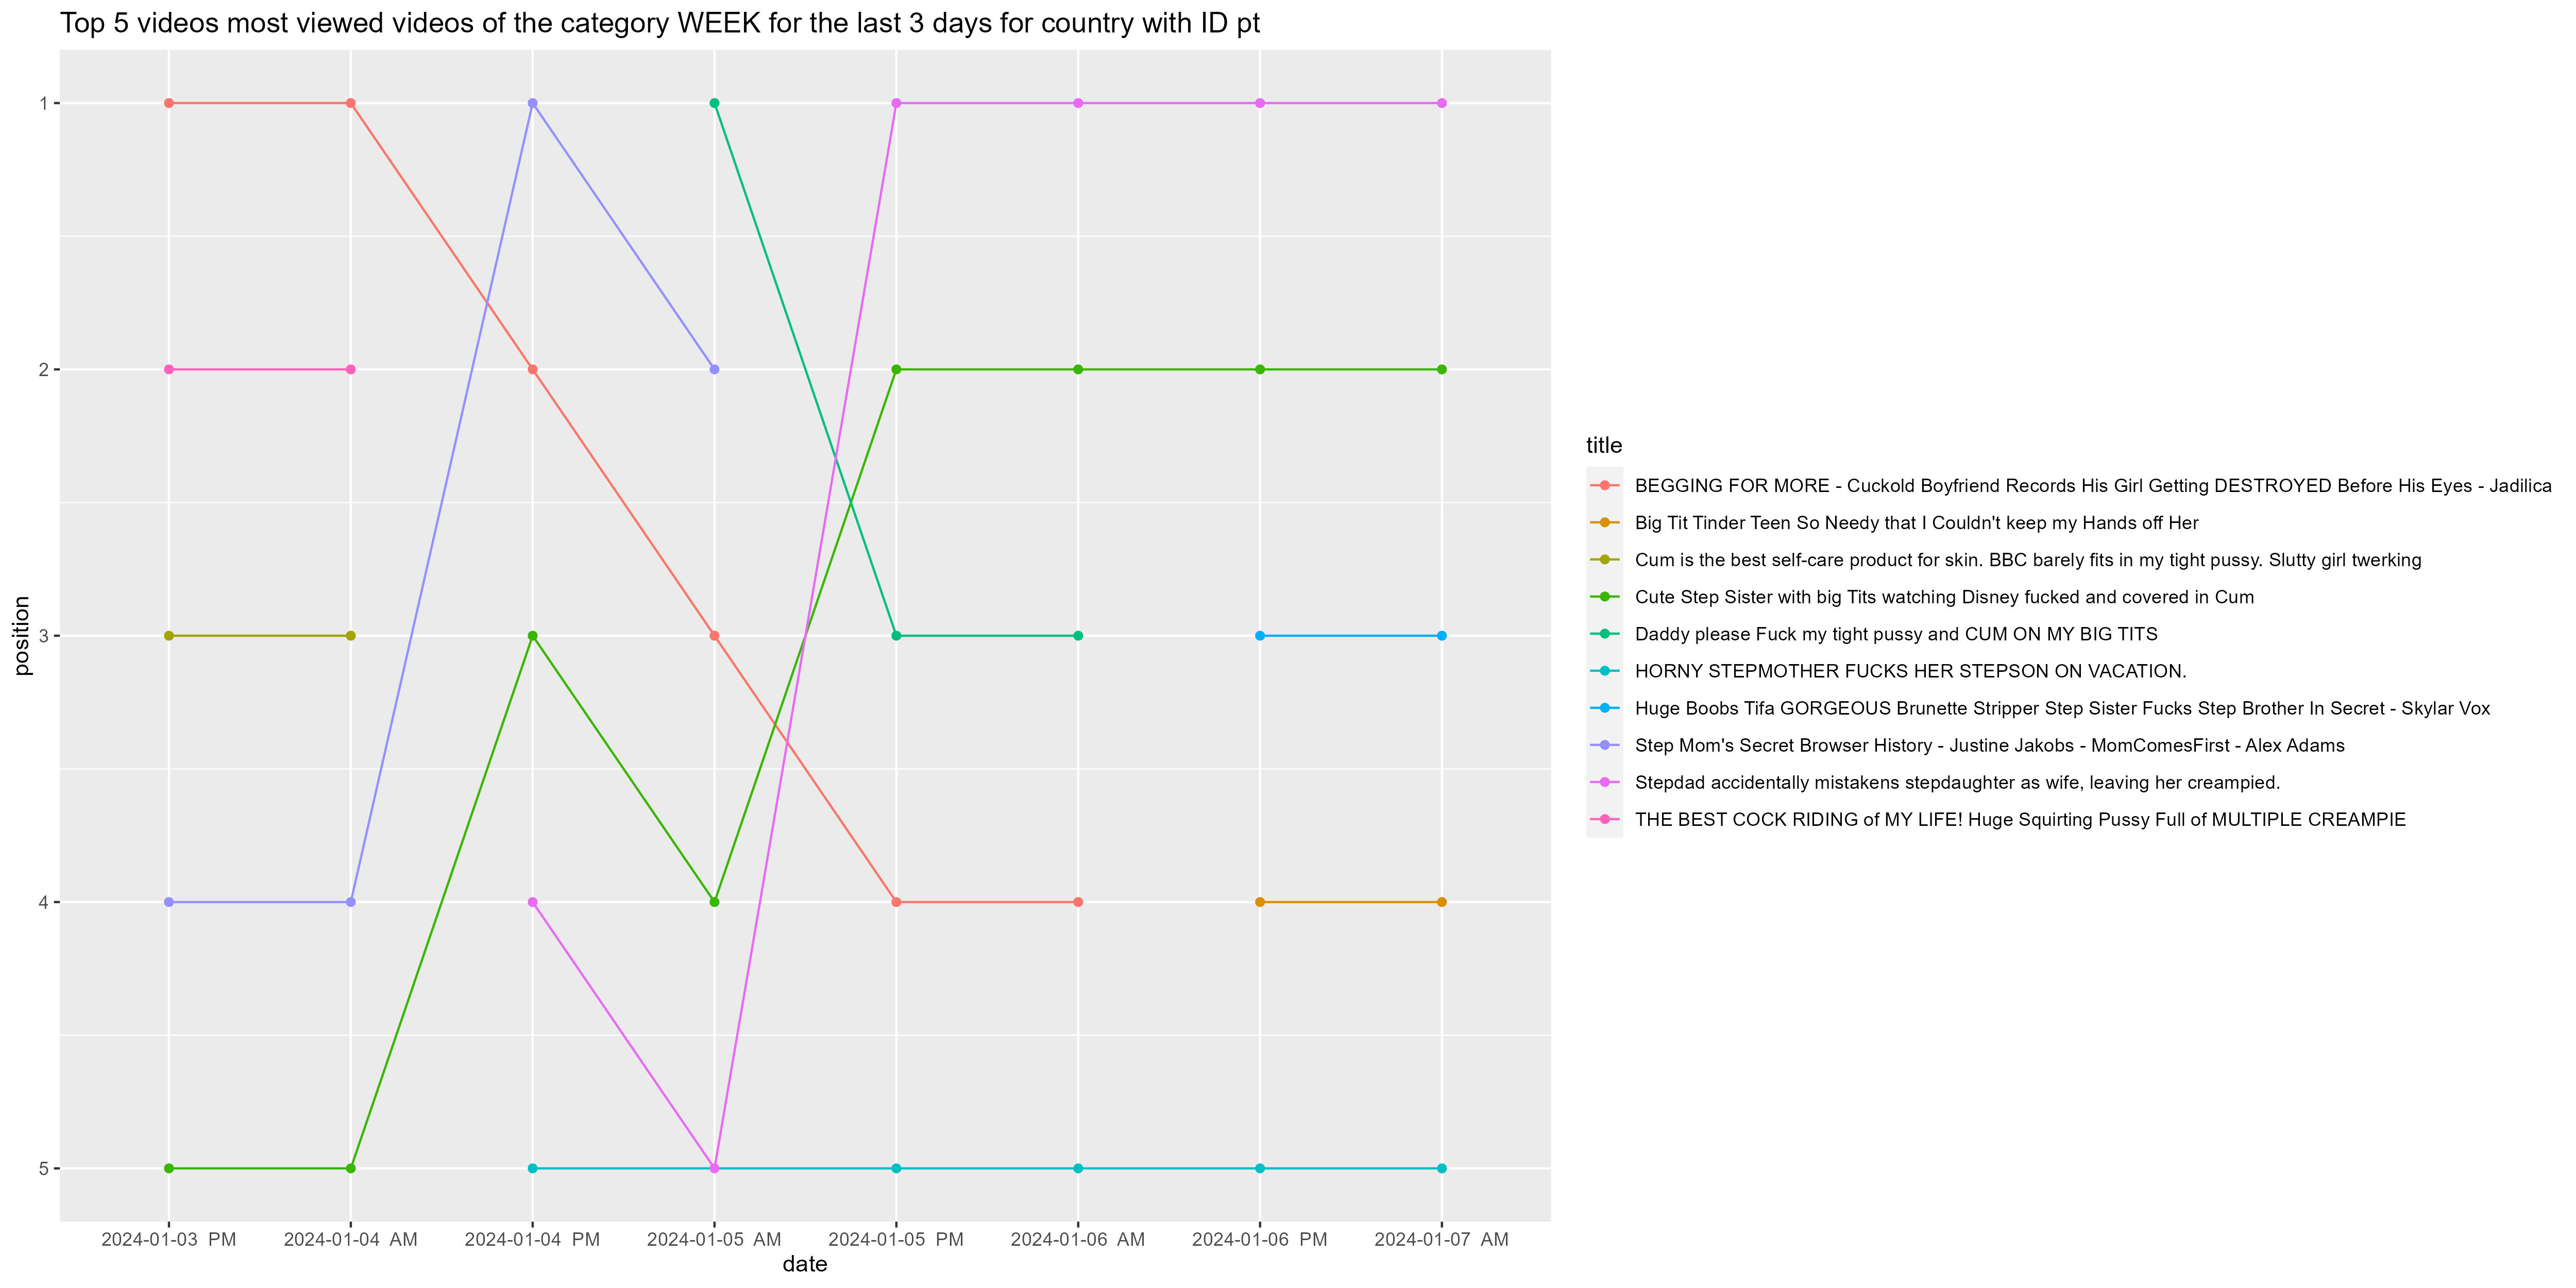 Top 5 videos most viewed videos of the category WEEK for the last 3 days for country with ID pt
1
2
3
4
5
position
2024-01-03 PM
2024-01-04 AM
2024-01-04 PM
2024-01-05 AM
2024-01-05 PM
2024-01-06 AM
2024-01-06 PM
2024-01-07 AM
date
title
BEGGING FOR MORE - Cuckold Boyfriend Records His Girl Getting DESTROYED Before His Eyes - Jadilica
Big Tit Tinder Teen So Needy that I Couldn't keep my Hands off Her
Cum is the best self-care product for skin. BBC barely fits in my tight pussy. Slutty girl twerking
Cute Step Sister with big Tits watching Disney fucked and covered in Cum
Daddy please Fuck my tight pussy and CUM ON MY BIG TITS
HORNY STEPMOTHER FUCKS HER STEPSON ON VACATION.
Huge Boobs Tifa GORGEOUS Brunette Stripper Step Sister Fucks Step Brother In Secret - Skylar Vox
Step Mom's Secret Browser History - Justine Jakobs - MomComesFirst - Alex Adams
Stepdad accidentally mistakens stepdaughter as wife, leaving her creampied.
THE BEST COCK RIDING of MY LIFE! Huge Squirting Pussy Full of MULTIPLE CREAMPIE